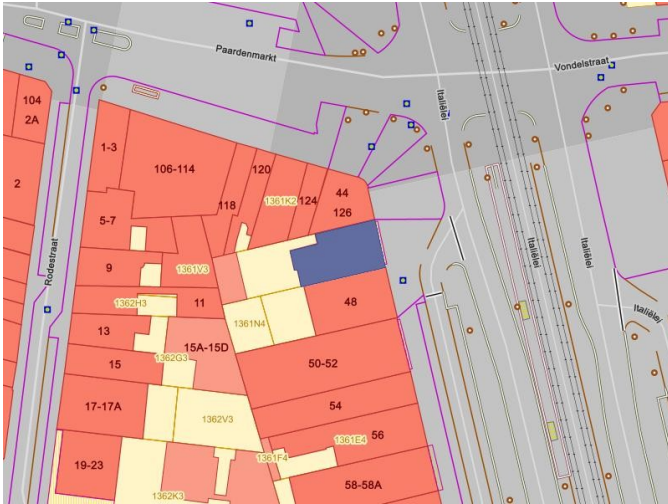 Paardenmarkt
Vondelstraat
Italiëlei
104
2A
1-3
106-114
120
124
44
126
118
1361K2
2
5-7
9
1361V3
11
1362H3
13
1361N4
48
15A-15D
1362G3
15
50-52
17-17A
1362V3
54
56
1361E4
1361F4
19-23
1362K3
58-58A
Rodestraat
Italiëlei
Italiëlei
Italiëlei